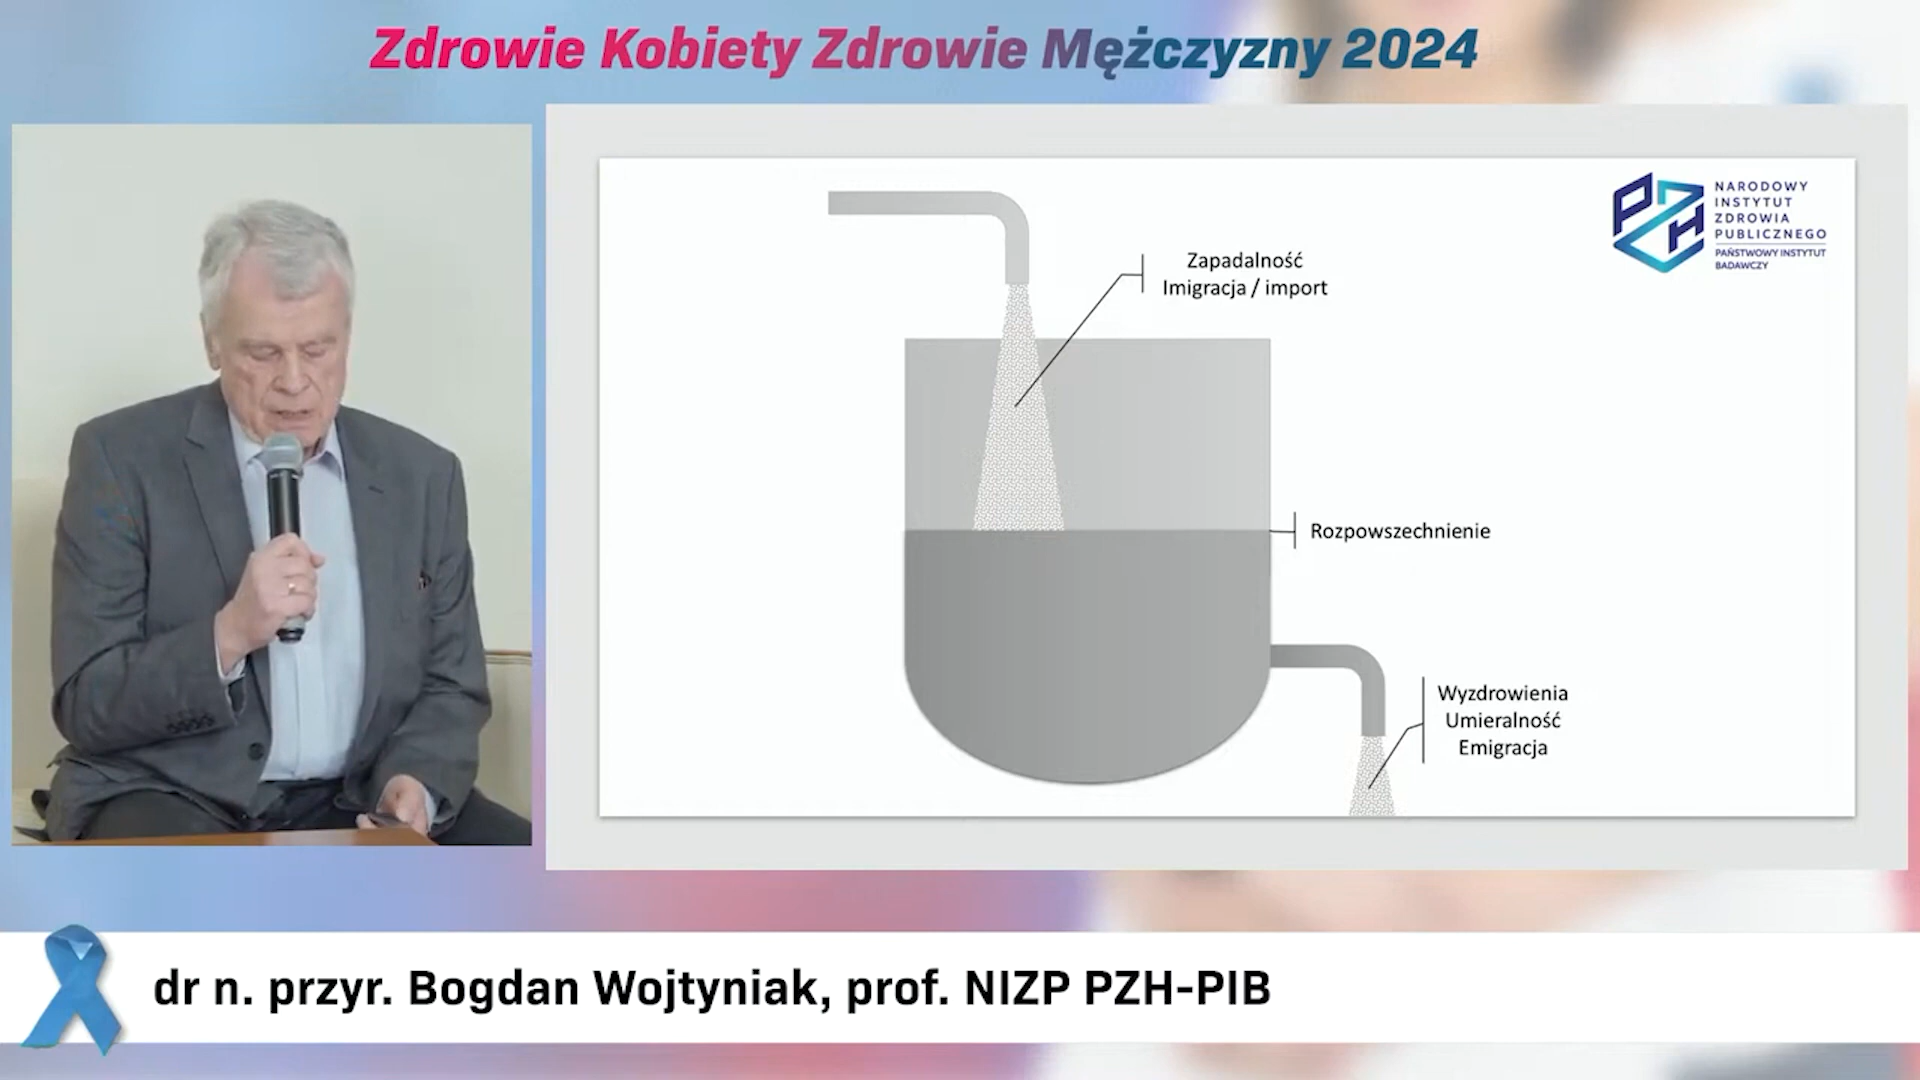 Zdrowie Kobiety Zdrowie Mężczyzny 2024
PZH
NARODOWY
INSTYTUT
ZDROWIA
PUBLICZNEGO
PAŃSTWOWY INSTYTUT
BADAWCZY
Zapadalność
Imigracja / import
Rozpowszechnienie
Wyzdrowienia
Umieralność
Emigracja
dr n. przyr. Bogdan Wojtyniak, prof. NIZP PZH-PIB